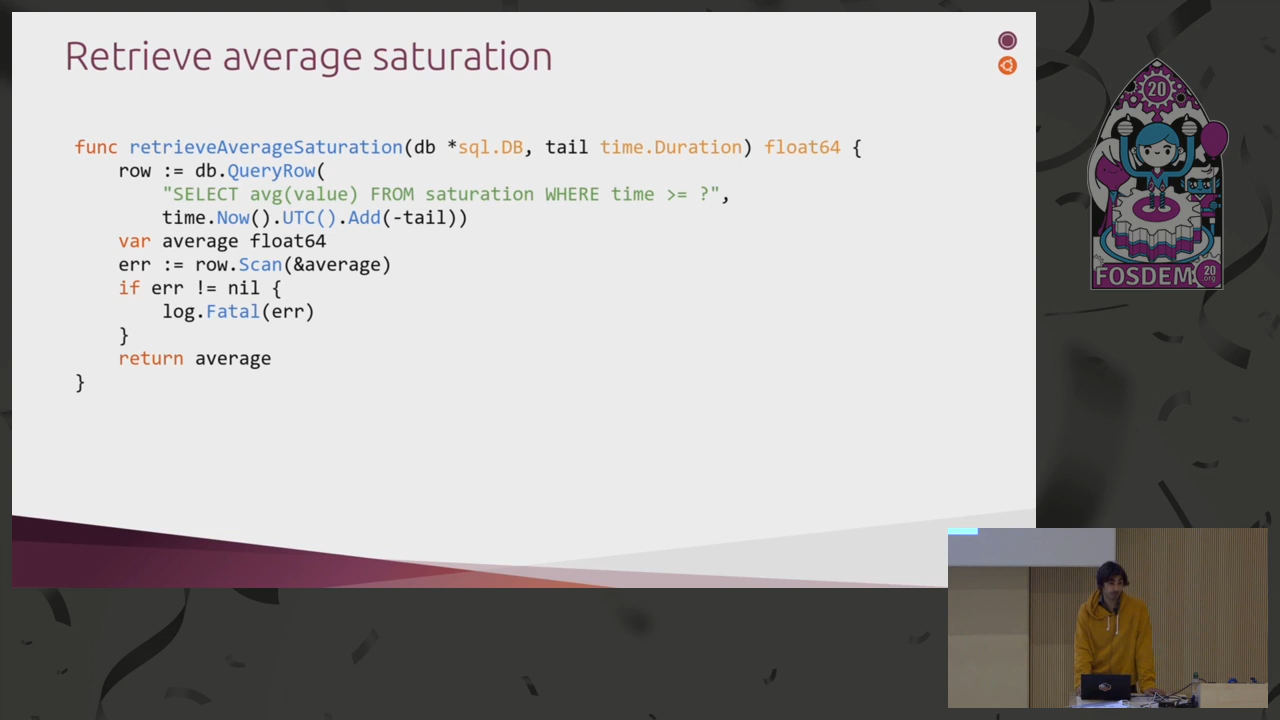 Retrieve average saturation
func retrieveAverageSaturation(db *sql.DB, tail time.Duration) float64 {
row := db.QueryRow(
"SELECT avg(value) FROM saturation WHERE time >= ?",
time.Now().UTC().Add(-tail))
var average float64
err := row.Scan(&average)
if err != nil {
log.Fatal(err)
}
return average
}
20
FOSDEM
20
.org